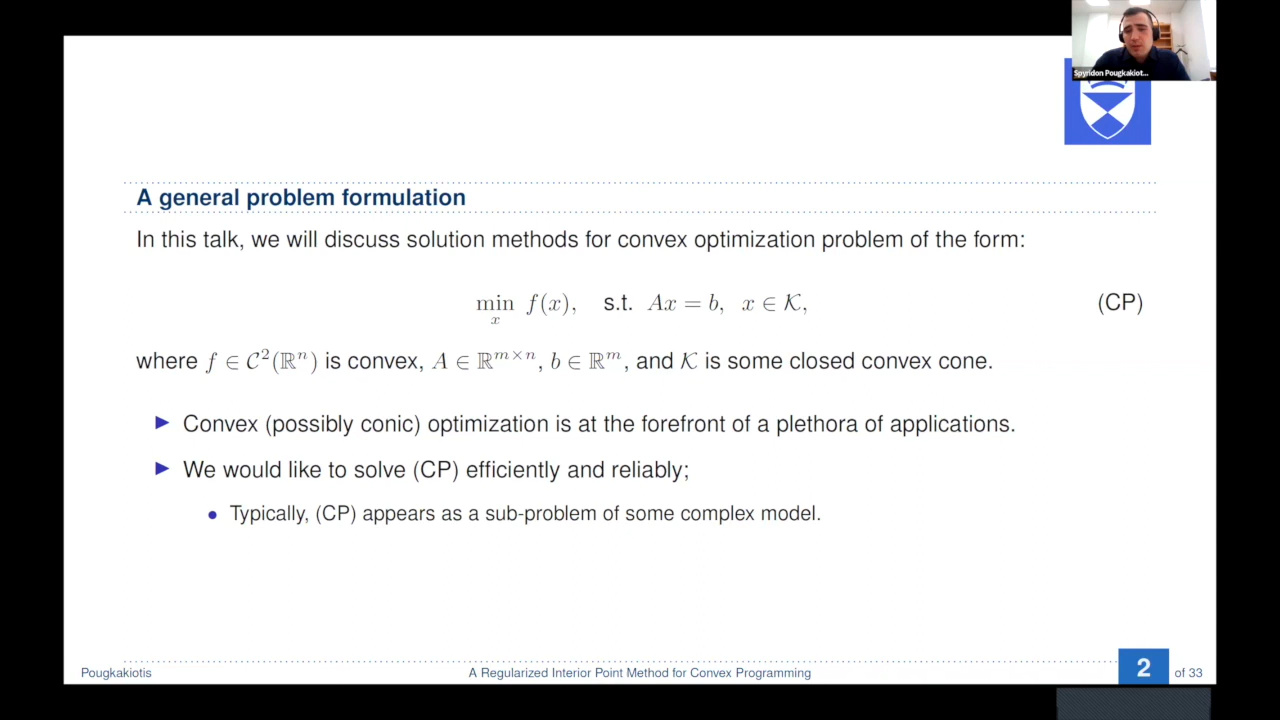 Spyridon Pougkakiot...
A general problem formulation
In this talk, we will discuss solution methods for convex optimization problem of the form:
min_x f(x), s.t. Ax = b, x ∈ 𝒦, (CP)
where f ∈ 𝒞²(ℝⁿ) is convex, A ∈ ℝ^{m×n}, b ∈ ℝᵐ, and 𝒦 is some closed convex cone.
▶ Convex (possibly conic) optimization is at the forefront of a plethora of applications.
▶ We would like to solve (CP) efficiently and reliably;
• Typically, (CP) appears as a sub-problem of some complex model.
Pougkakiotis A Regularized Interior Point Method for Convex Programming 2 of 33